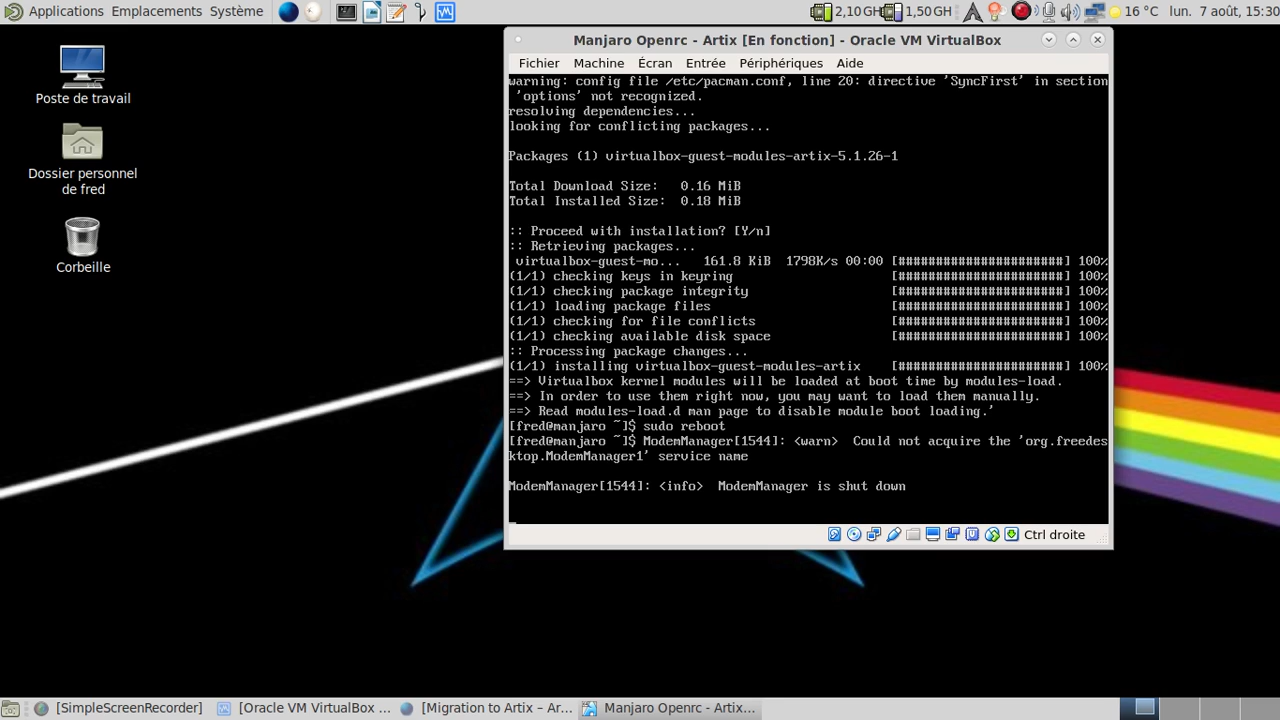 Applications Emplacements Système
2,10 GH 1,50 GH 16 °C lun. 7 août, 15:30
Poste de travail
Dossier personnel
de fred
Corbeille
Manjaro Openrc - Artix [En fonction] - Oracle VM VirtualBox
Fichier Machine Écran Entrée Périphériques Aide
warning: config file /etc/pacman.conf, line 20: directive 'SyncFirst' in section
'options' not recognized.
resolving dependencies...
looking for conflicting packages...
Packages (1) virtualbox-guest-modules-artix-5.1.26-1
Total Download Size: 0.16 MiB
Total Installed Size: 0.18 MiB
:: Proceed with installation? [Y/n]
:: Retrieving packages...
virtualbox-guest-mo... 161.8 KiB 1798K/s 00:00 [######################] 100%
(1/1) checking keys in keyring [######################] 100%
(1/1) checking package integrity [######################] 100%
(1/1) loading package files [######################] 100%
(1/1) checking for file conflicts [######################] 100%
(1/1) checking available disk space [######################] 100%
:: Processing package changes...
(1/1) installing virtualbox-guest-modules-artix [######################] 100%
==> Virtualbox kernel modules will be loaded at boot time by modules-load.
==> In order to use them right now, you may want to load them manually.
==> Read modules-load.d man page to disable module boot loading.'
[fred@manjaro ~]$ sudo reboot
[fred@manjaro ~]$ ModemManager[1544]: <warn> Could not acquire the 'org.freedes
ktop.ModemManager1' service name
ModemManager[1544]: <info> ModemManager is shut down
Ctrl droite
[SimpleScreenRecorder] [Oracle VM VirtualBox ... [Migration to Artix – Ar... Manjaro Openrc - Artix...